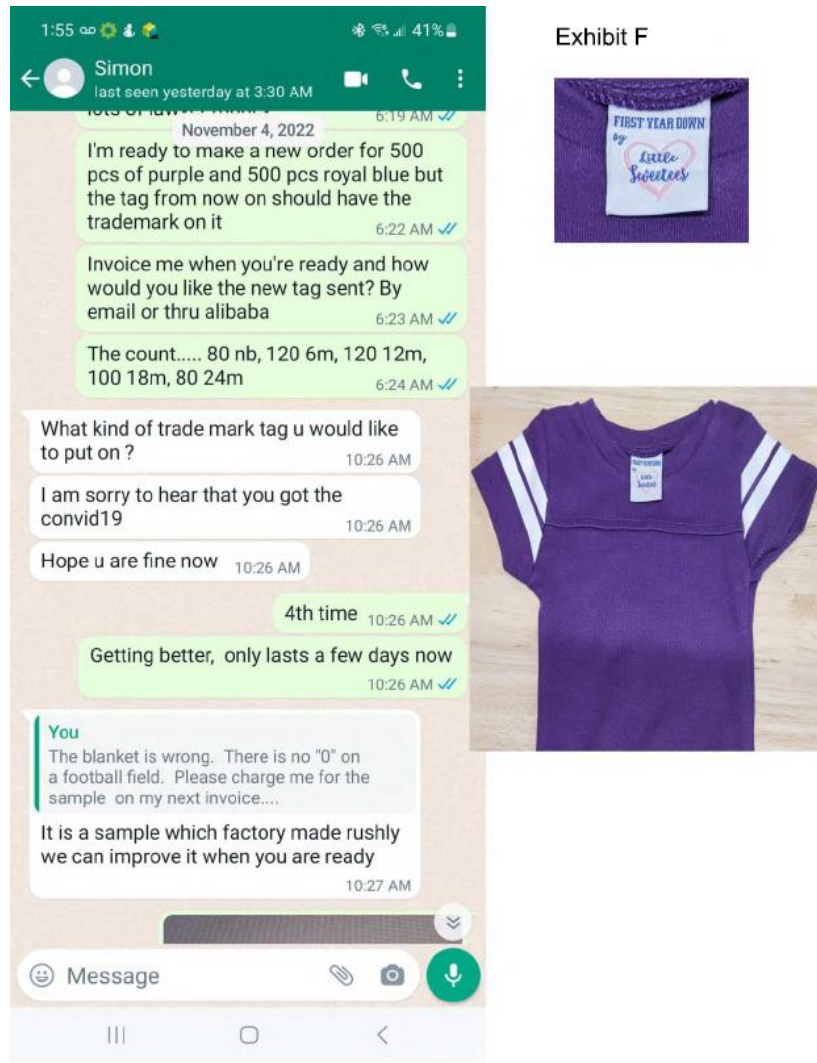 1:55
41%
Exhibit F
Simon
last seen yesterday at 3:30 AM
6:19 AM
November 4, 2022
I'm ready to make a new order for 500
pcs of purple and 500 pcs royal blue but
the tag from now on should have the
trademark on it
6:22 AM
Invoice me when you're ready and how
would you like the new tag sent? By
email or thru alibaba
6:23 AM
The count..... 80 nb, 120 6m, 120 12m,
100 18m, 80 24m
6:24 AM
What kind of trade mark tag u would like
to put on ?
10:26 AM
I am sorry to hear that you got the
convid19
10:26 AM
Hope u are fine now
10:26 AM
4th time
10:26 AM
Getting better, only lasts a few days now
10:26 AM
You
The blanket is wrong. There is no "0" on
a football field. Please charge me for the
sample on my next invoice....
It is a sample which factory made rushly
we can improve it when you are ready
10:27 AM
Message
FIRST YEAR DOWN
by
Little
Sweetees